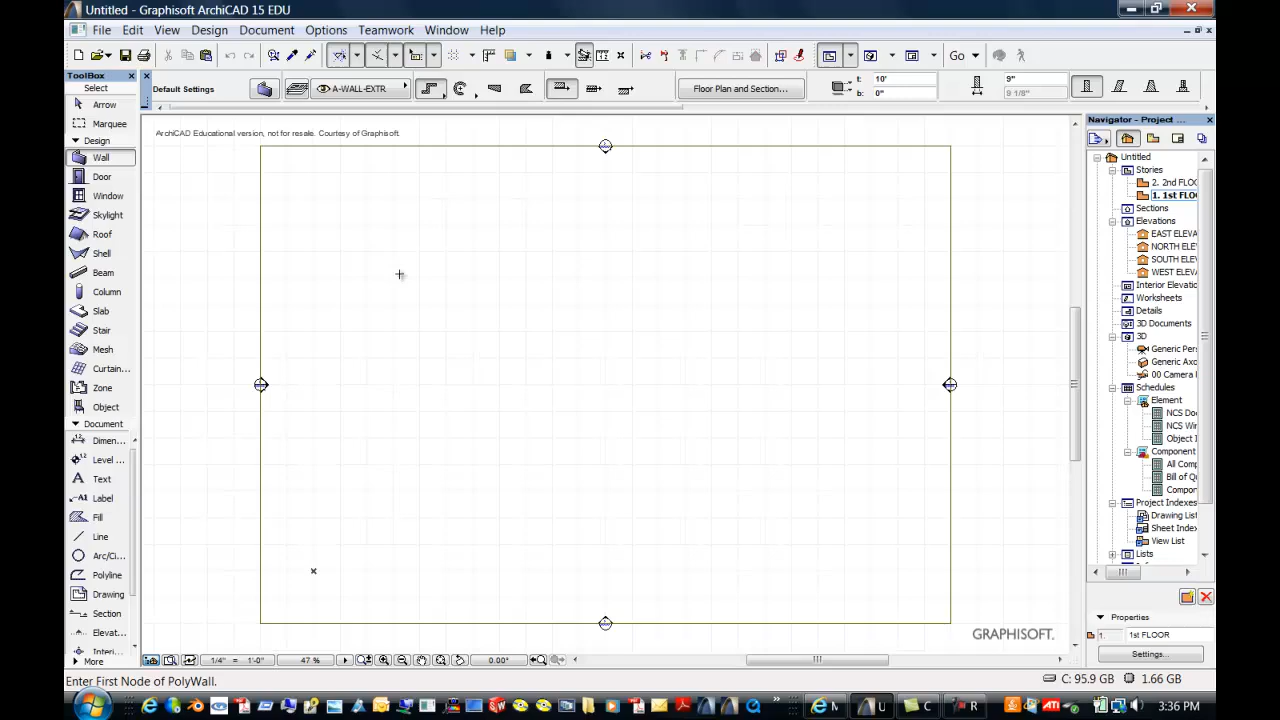 Untitled - Graphisoft ArchiCAD 15 EDU
File Edit View Design Document Options Teamwork Window Help
Go
ToolBox
Select
Arrow
Marquee
Design
Wall
Door
Window
Skylight
Roof
Shell
Beam
Column
Slab
Stair
Mesh
Curtain...
Zone
Object
Document
Dimen...
Level ...
Text
Label
Fill
Line
Arc/Ci...
Polyline
Drawing
Section
Elevat...
Interi...
More
Default Settings
A-WALL-EXTR
Floor Plan and Section...
t: 10'
b: 0"
9"
9 1/8"
ArchiCAD Educational version, not for resale. Courtesy of Graphisoft.
GRAPHISOFT.
Navigator - Project ...
Untitled
Stories
2. 2nd FLO
1. 1st FLO
Sections
Elevations
EAST ELEVA
NORTH ELEV
SOUTH ELEV
WEST ELEVA
Interior Elevatio
Worksheets
Details
3D Documents
3D
Generic Pers
Generic Axo
00 Camera
Schedules
Element
NCS Doo
NCS Win
Object I
Component
All Comp
Bill of Qu
Compon
Project Indexes
Drawing List
Sheet Index
View List
Lists
Properties
1. 1st FLOOR
Settings...
1/4" = 1'-0" 47 % 0.00°
Enter First Node of PolyWall.
C: 95.9 GB 1.66 GB
M U C R
3:36 PM